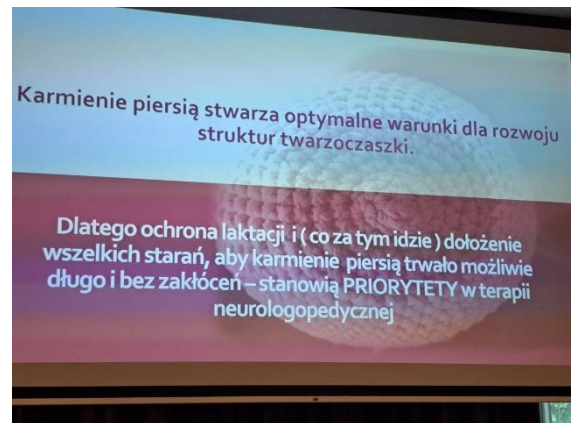 Karmienie piersią stwarza optymalne warunki dla rozwoju
struktur twarzoczaszki.
Dlatego ochrona laktacji i ( co za tym idzie ) dołożenie
wszelkich starań, aby karmienie piersią trwało możliwie
długo i bez zakłóceń – stanowią PRIORYTETY w terapii
neurologopedycznej